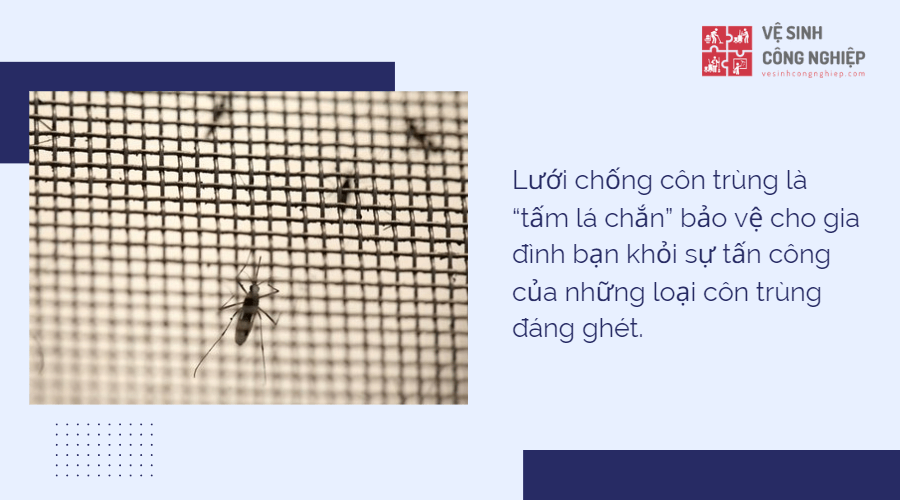 VỆ SINH
CÔNG NGHIỆP
vesinhcongnghiep.com
Lưới chống côn trùng là
“tấm lá chắn” bảo vệ cho gia
đình bạn khỏi sự tấn công
của những loại côn trùng
đáng ghét.